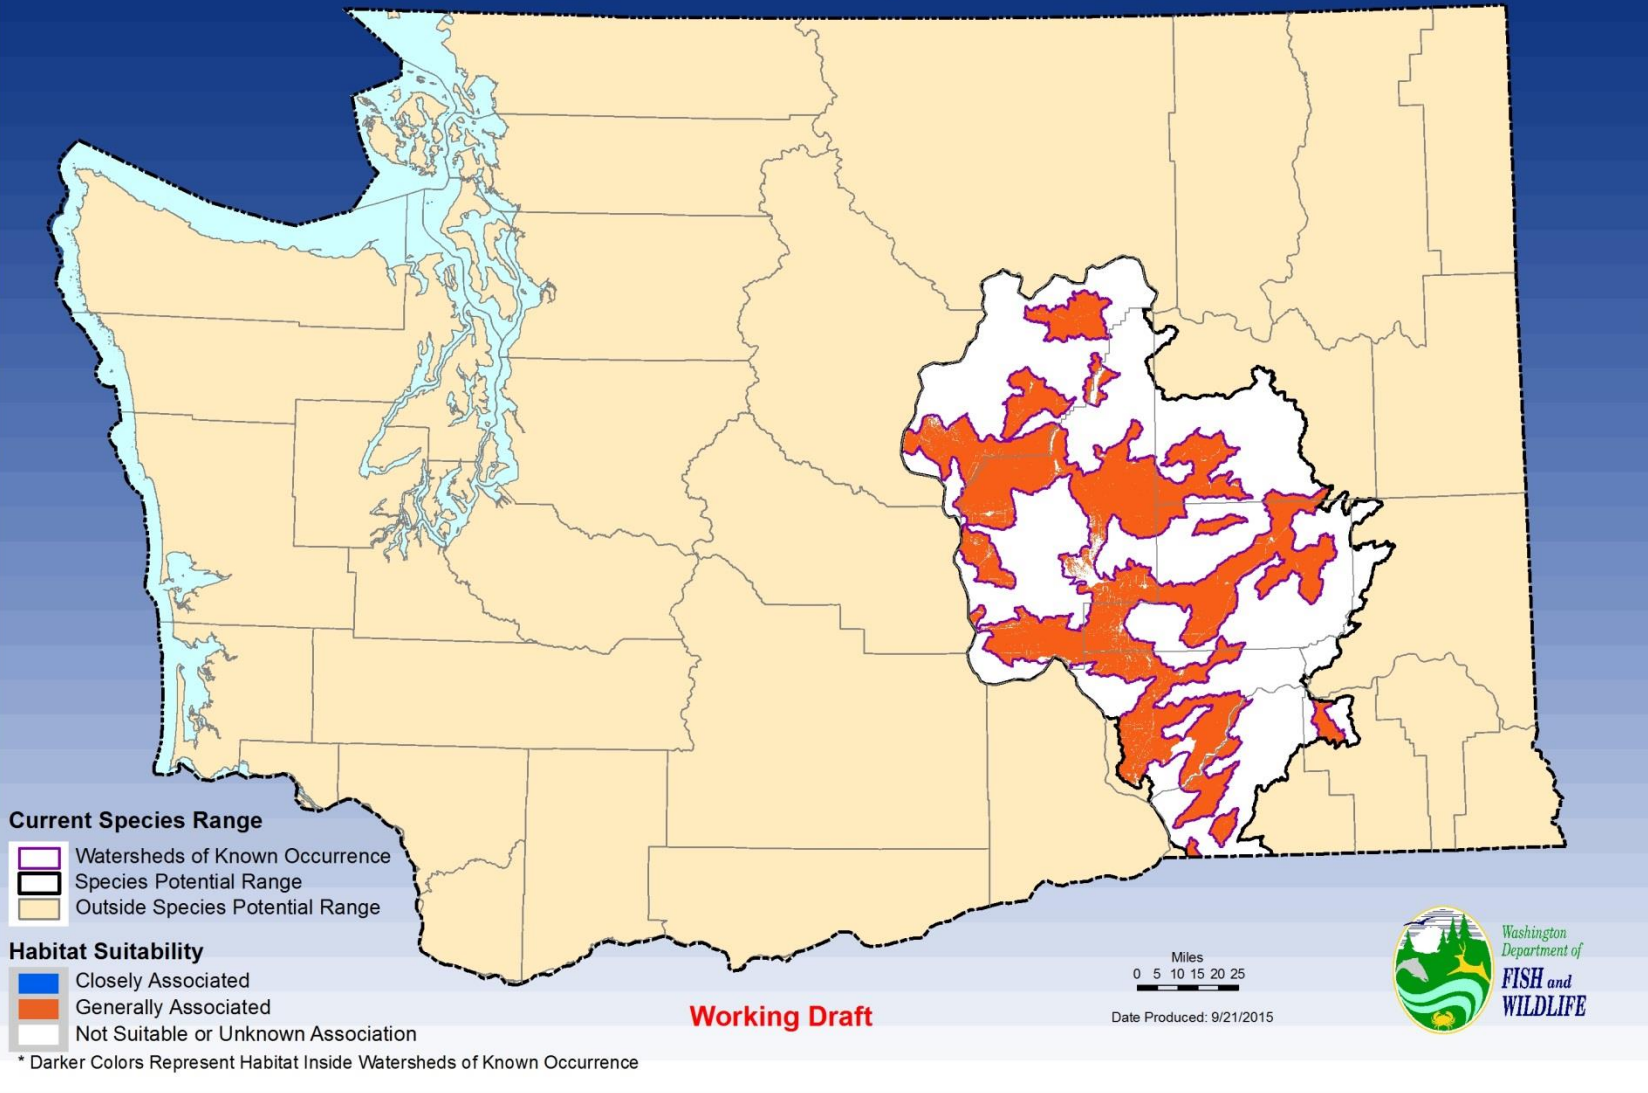 Current Species Range
Watersheds of Known Occurrence
Species Potential Range
Outside Species Potential Range
Habitat Suitability
Closely Associated
Generally Associated
Not Suitable or Unknown Association
* Darker Colors Represent Habitat Inside Watersheds of Known Occurrence
Working Draft
Miles
0 5 10 15 20 25
Date Produced: 9/21/2015
Washington
Department of
FISH and
WILDLIFE